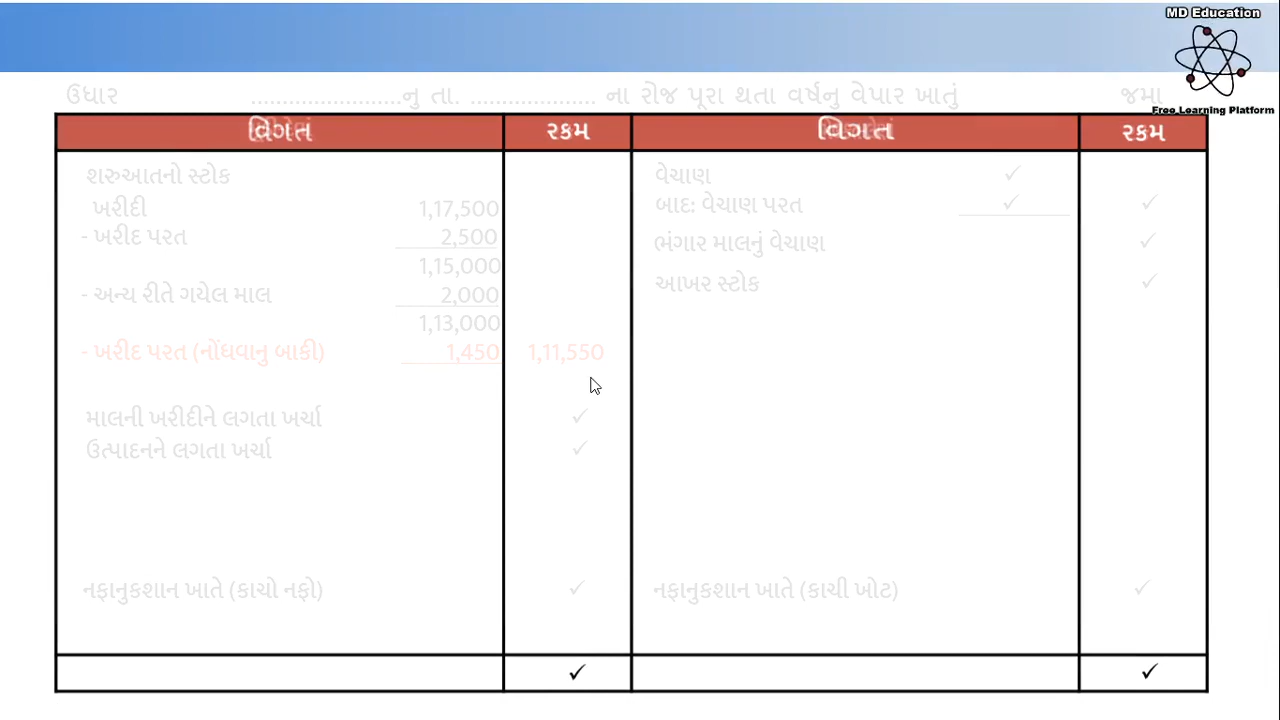 MD Education
Free Learning Platform
ઉધાર ........................નુ તા. .................... ના રોજ પૂરા થતા વર્ષનુ વેપાર ખાતું જમા
વિગત રકમ વિગત રકમ
શરુઆતનો સ્ટોક વેચાણ ✓
ખરીદી 1,17,500 બાદ: વેચાણ પરત ✓ ✓
- ખરીદ પરત 2,500 ભંગાર માલનું વેચાણ ✓
1,15,000
- અન્ય રીતે ગયેલ માલ 2,000 આખર સ્ટોક ✓
1,13,000
- ખરીદ પરત (નોંધવાનુ બાકી) 1,450 1,11,550
માલની ખરીદીને લગતા ખર્ચા ✓
ઉત્પાદનને લગતા ખર્ચા ✓
નફાનુકશાન ખાતે (કાચો નફો) ✓ નફાનુકશાન ખાતે (કાચી ખોટ) ✓
✓ ✓